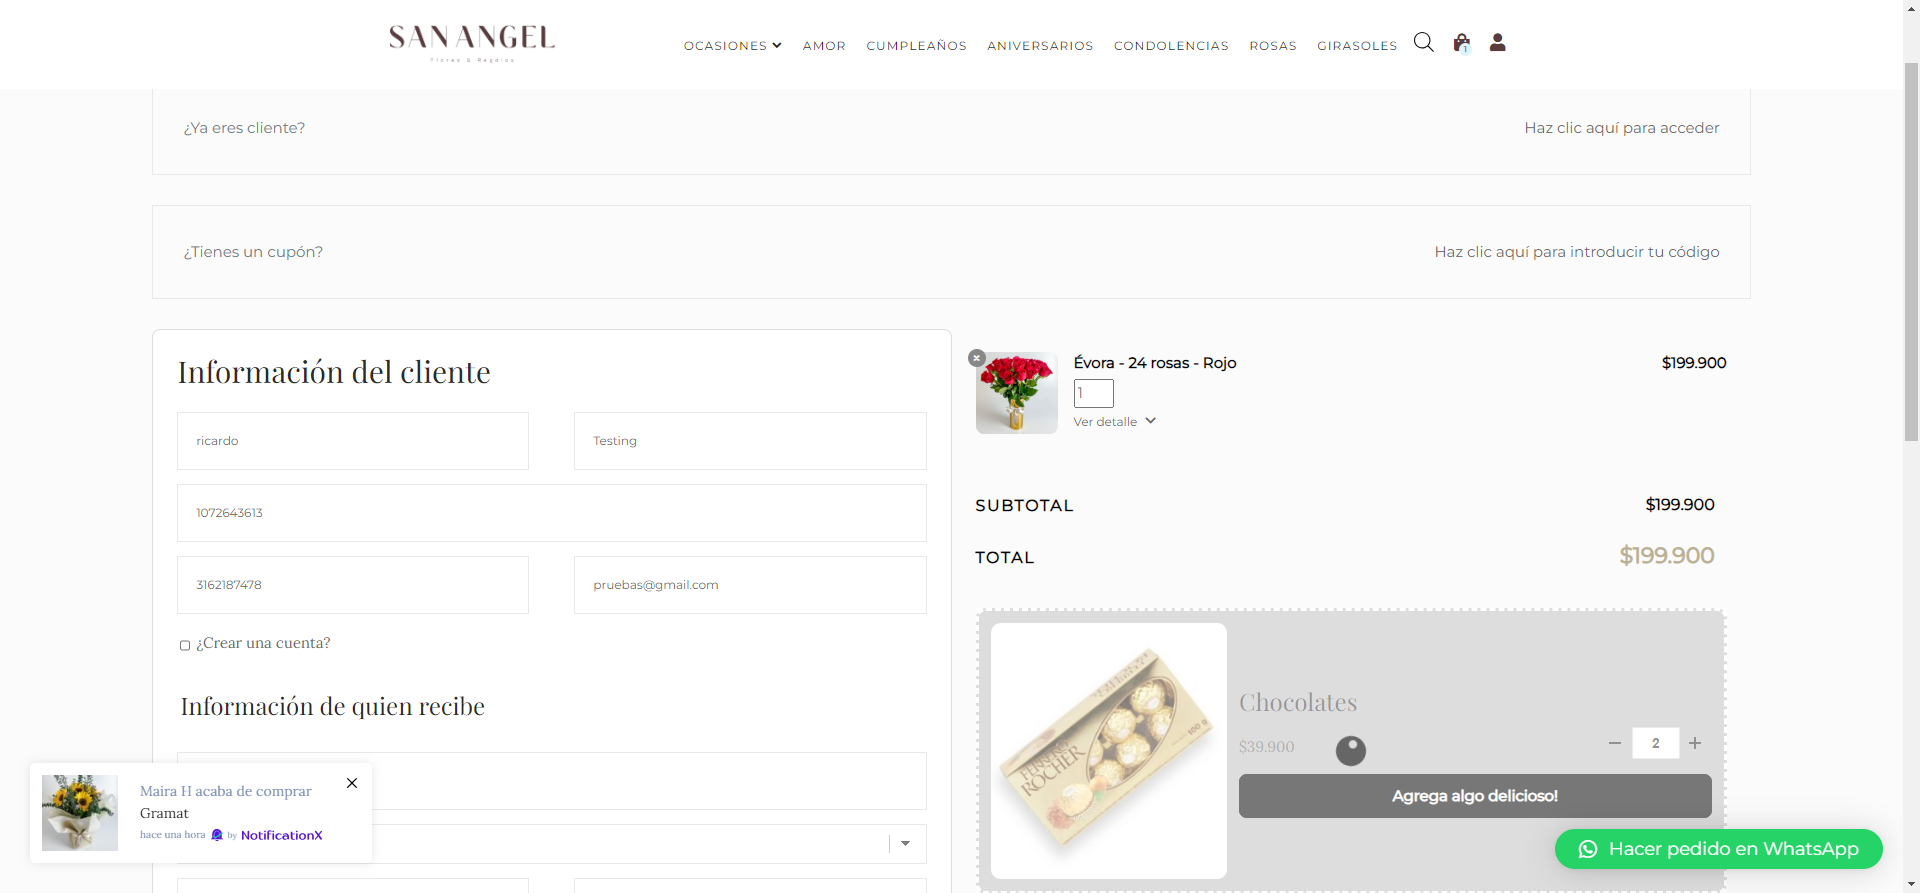 SAN ANGEL
Flores & Regalos
OCASIONES
AMOR
CUMPLEAÑOS
ANIVERSARIOS
CONDOLENCIAS
ROSAS
GIRASOLES
1
¿Ya eres cliente?
Haz clic aquí para acceder
¿Tienes un cupón?
Haz clic aquí para introducir tu código
Información del cliente
ricardo
Testing
1072643613
3162187478
pruebas@gmail.com
¿Crear una cuenta?
Información de quien recibe
Évora - 24 rosas - Rojo
$199.900
1
Ver detalle
SUBTOTAL
$199.900
TOTAL
$199.900
FERRERO
ROCHER
100 g
Chocolates
$39.900
2
Agrega algo delicioso!
Maira H acaba de comprar
Gramat
hace una hora
by NotificationX
Hacer pedido en WhatsApp